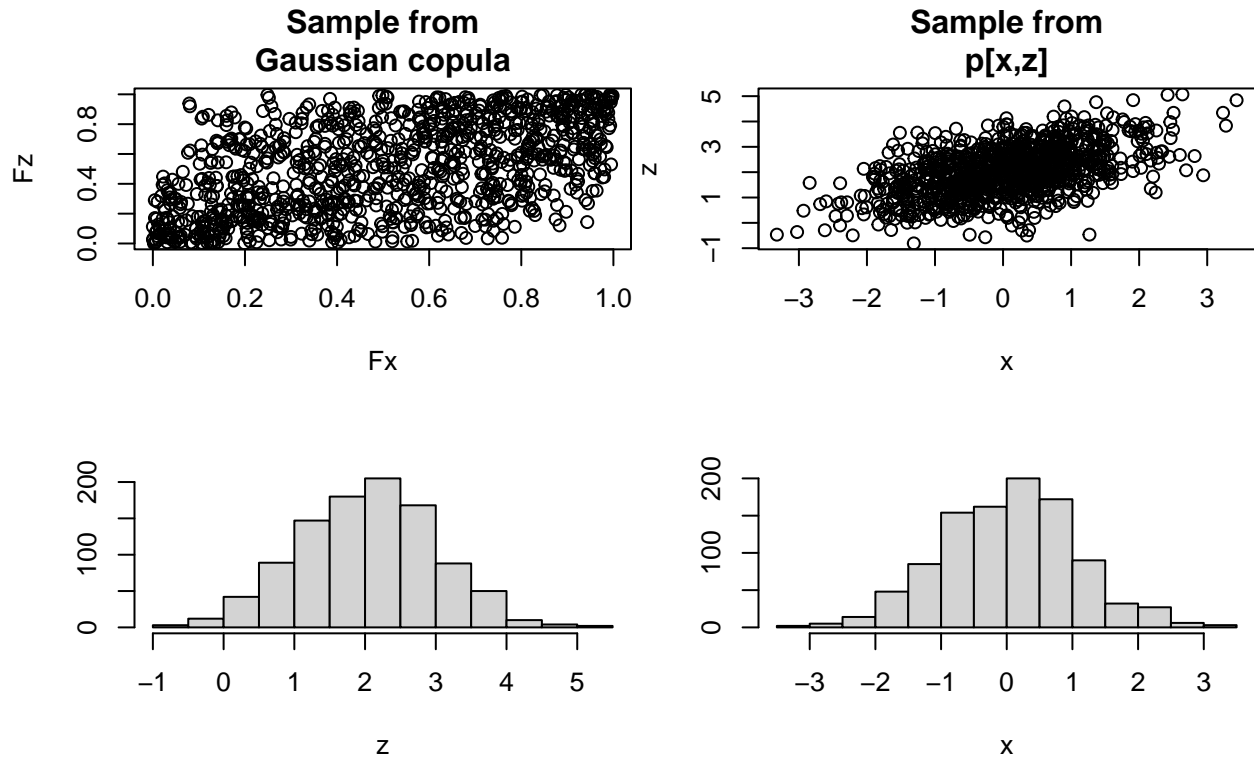 Sample from
Gaussian copula
Fz
0.0 0.4 0.8
0.0 0.2 0.4 0.6 0.8 1.0
Fx
Sample from
p[x,z]
z
−1 1 3 5
−3 −2 −1 0 1 2 3
x
0 100 200
−1 0 1 2 3 4 5
z
0 100 200
−3 −2 −1 0 1 2 3
x